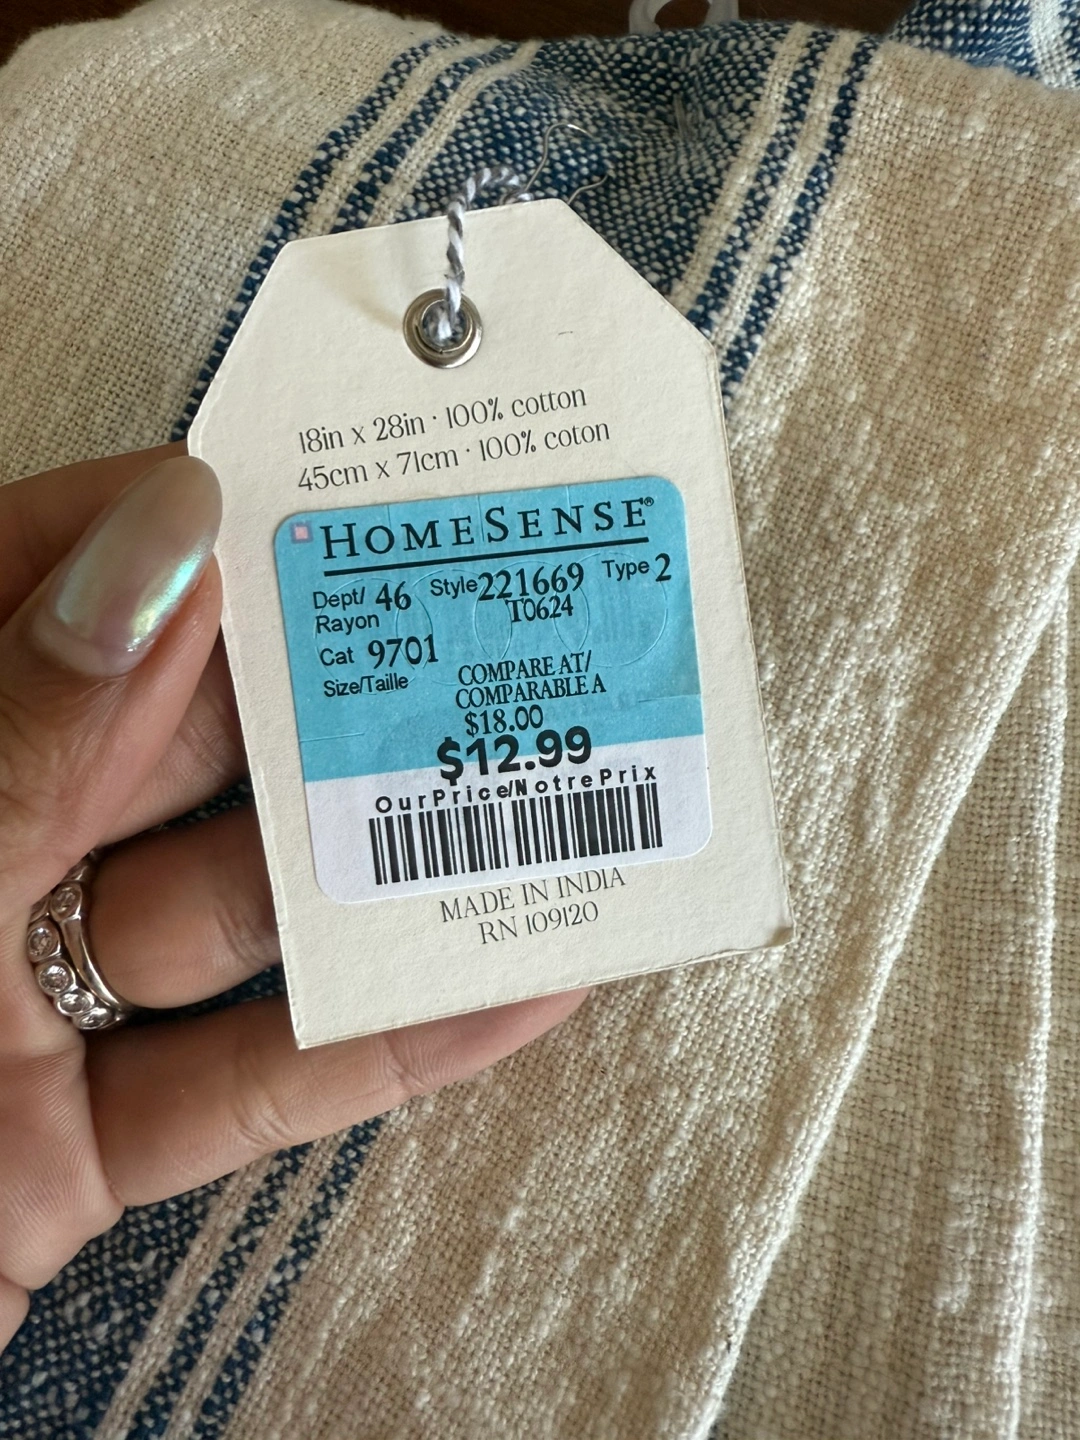 18in x 28in · 100% cotton
45cm x 71cm · 100% coton
HOMESENSE®
Dept/ Rayon 46 Style 221669 Type 2
T0624
Cat 9701
Size/Taille
COMPARE AT/
COMPARABLE A
$18.00
$12.99
OurPrice/NotrePrix
MADE IN INDIA
RN 109120